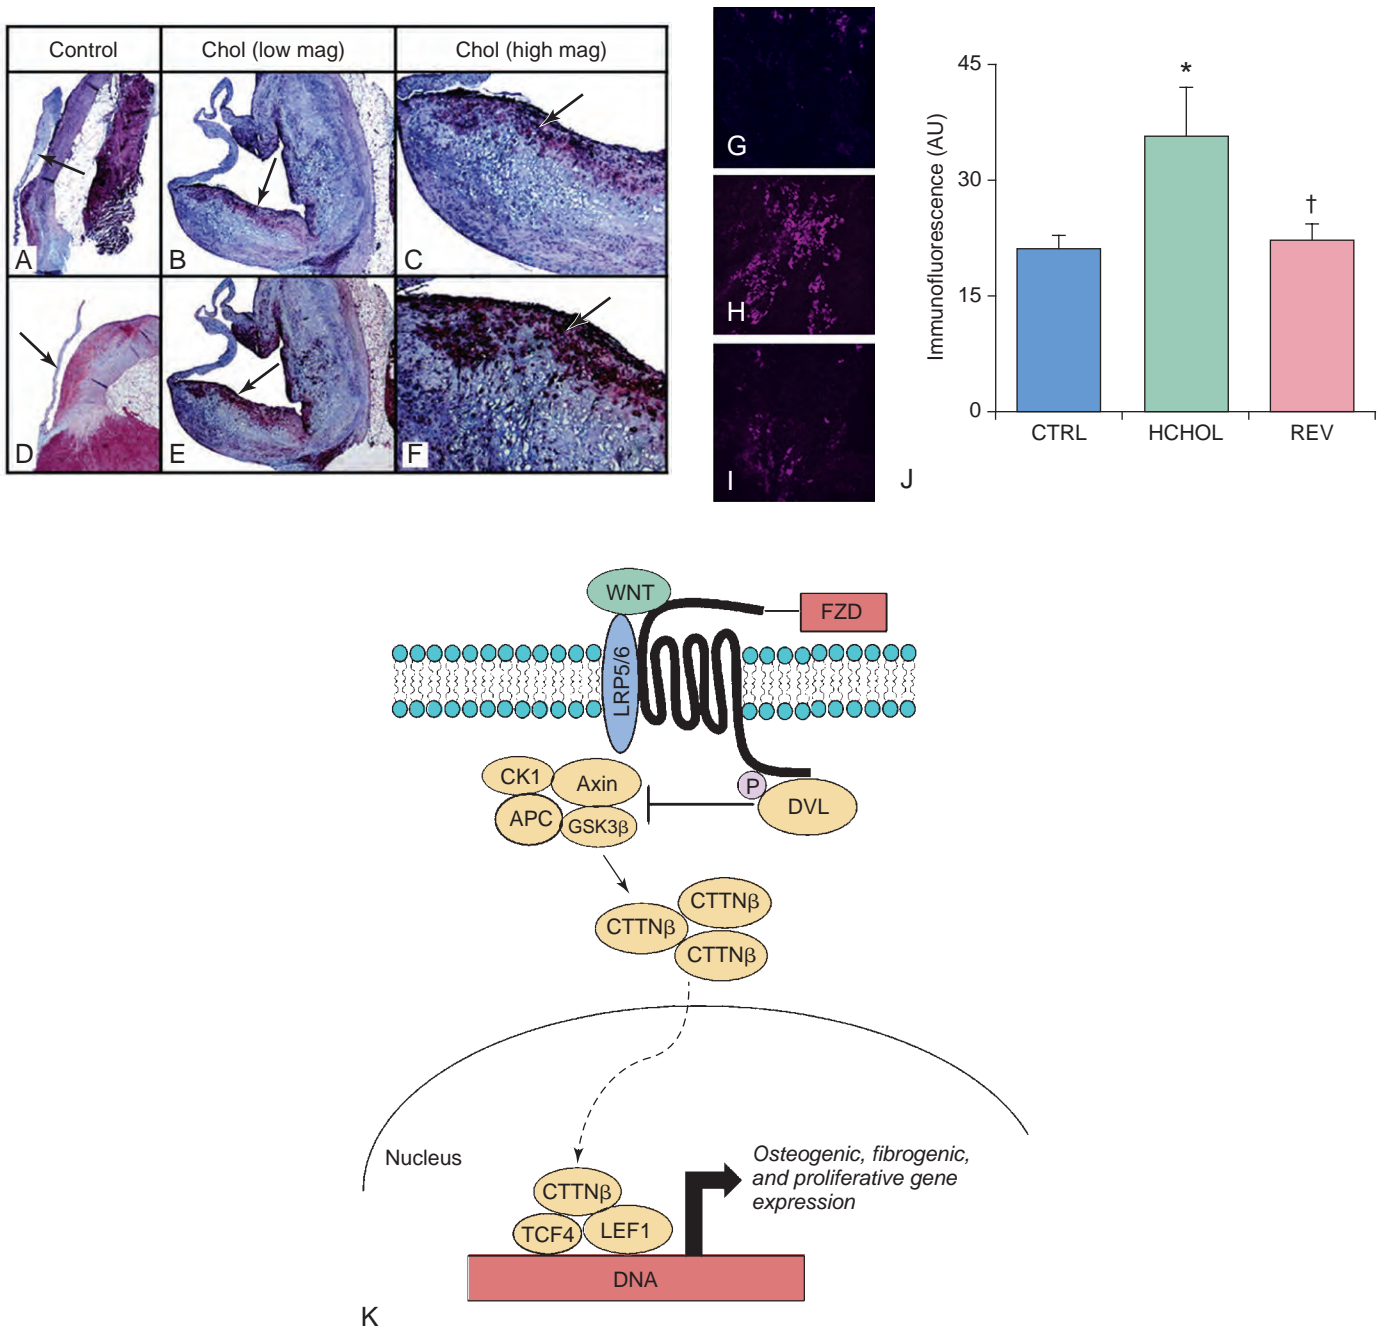 Control
Chol (low mag)
Chol (high mag)
A
B
C
D
E
F
G
H
I
Immunofluorescence (AU)
45
30
15
0
*
†
CTRL
HCHOL
REV
J
WNT
FZD
LRP5/6
CK1
Axin
APC
GSK3β
P
DVL
CTTNβ
CTTNβ
CTTNβ
Nucleus
Osteogenic, fibrogenic,
and proliferative gene
expression
CTTNβ
TCF4
LEF1
DNA
K